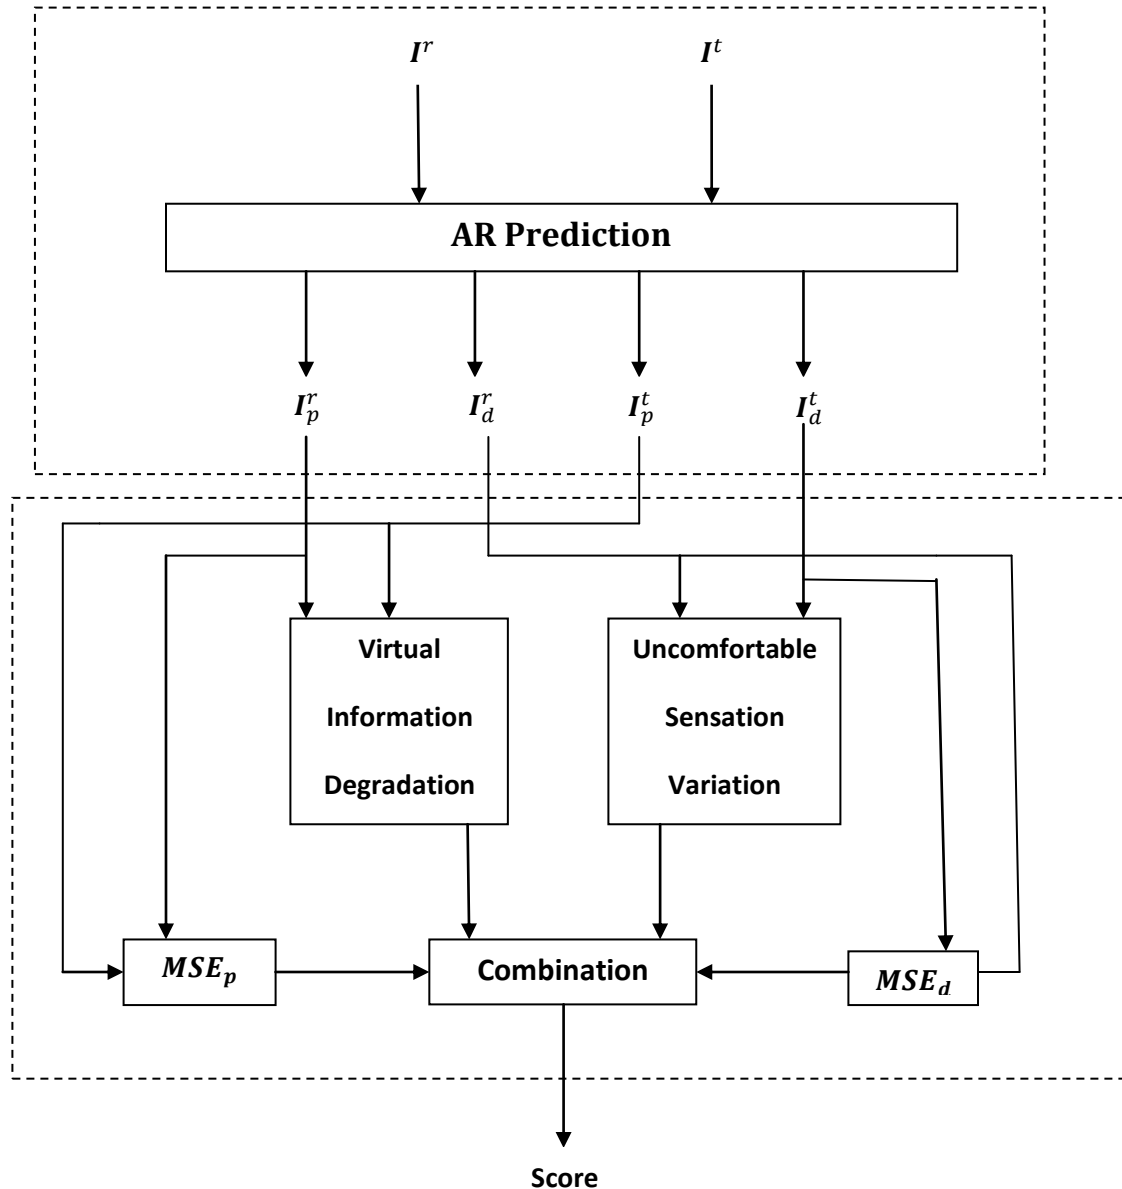 I^r I^t
AR Prediction
I_p^r I_d^r I_p^t I_d^t
Virtual
Information
Degradation
Uncomfortable
Sensation
Variation
MSE_p
Combination
MSE_d
Score